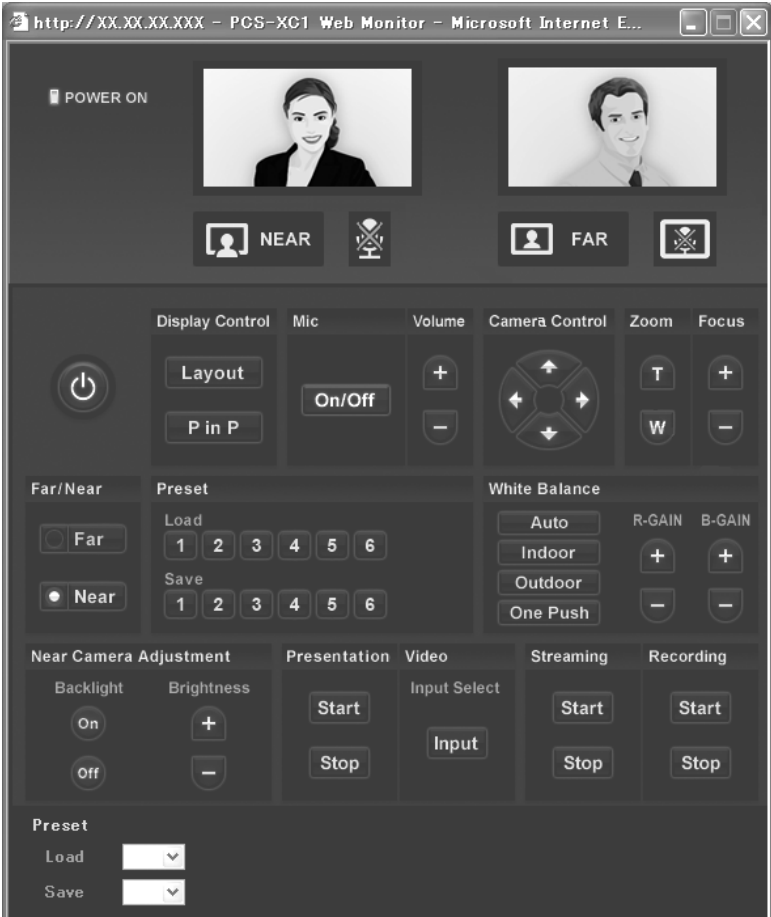 http://XX.XX.XX.XXX - PCS-XC1 Web Monitor - Microsoft Internet E...
POWER ON
NEAR FAR
Display Control Mic Volume Camera Control Zoom Focus
Layout + T +
On/Off
P in P - W -
Far/Near Preset White Balance
Load Auto R-GAIN B-GAIN
Far 1 2 3 4 5 6 Indoor + +
Save Outdoor
Near 1 2 3 4 5 6 One Push - -
Near Camera Adjustment Presentation Video Streaming Recording
Backlight Brightness Input Select
On + Start Start Start
Input
Off - Stop Stop Stop
Preset
Load
Save